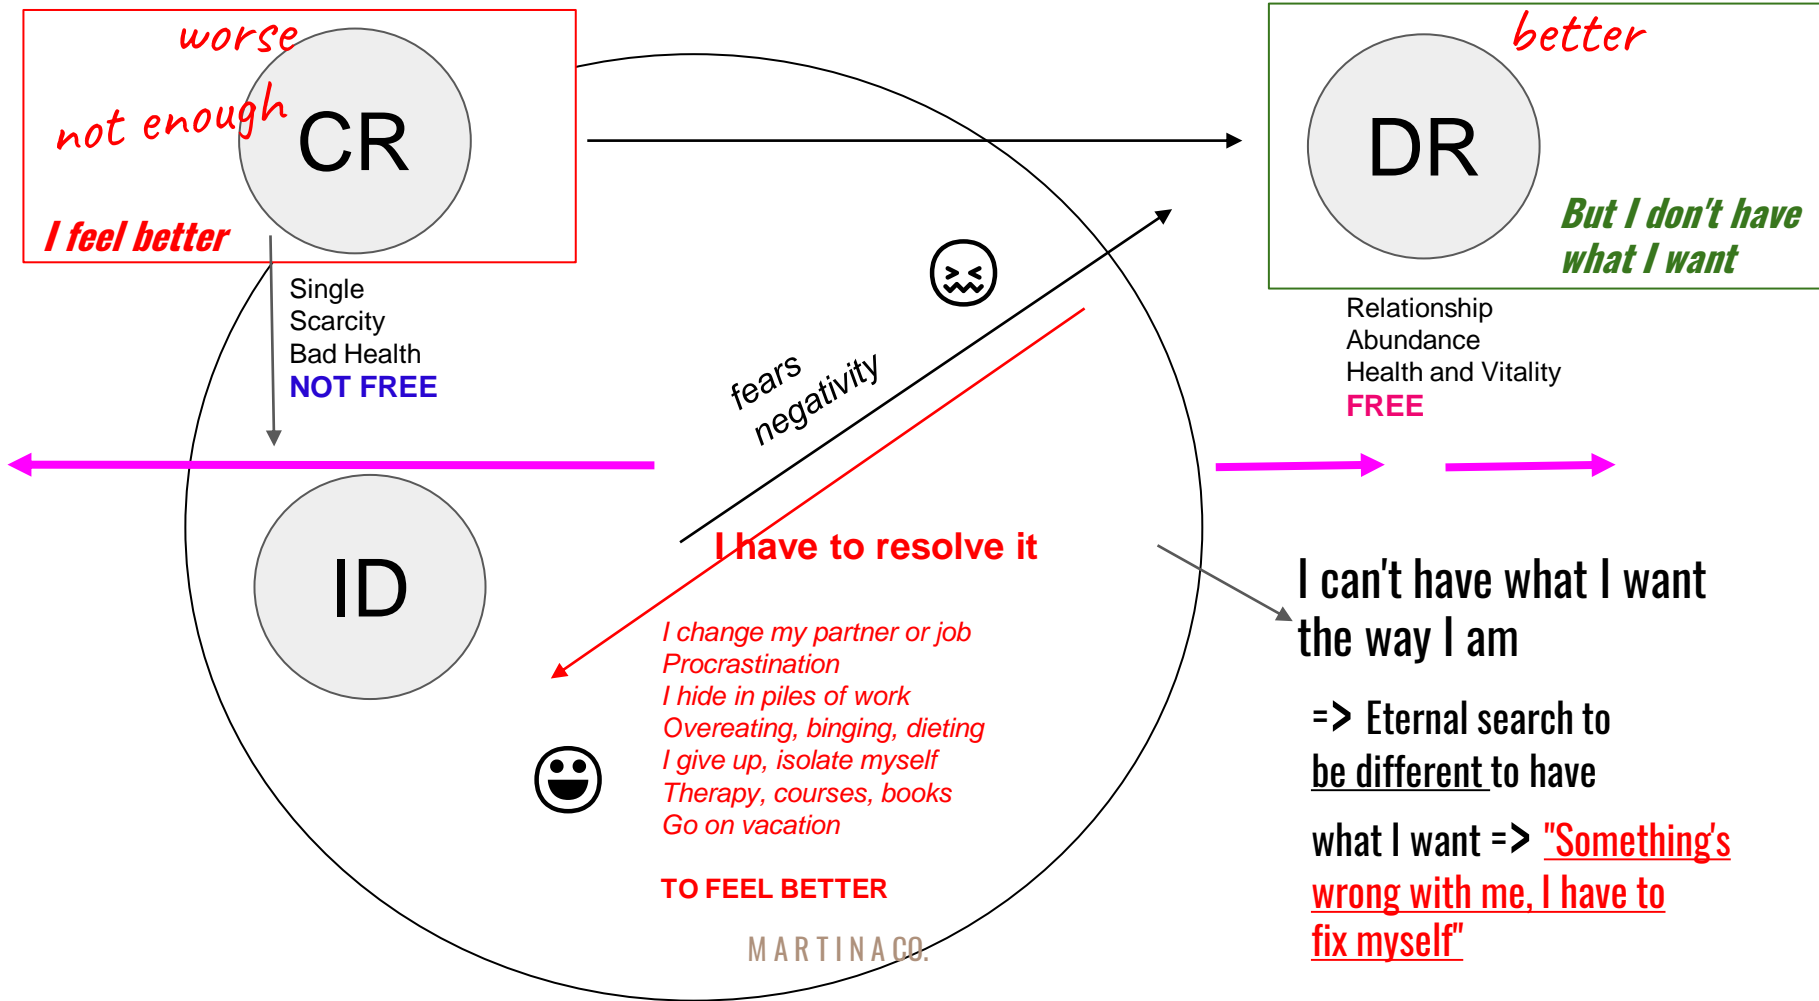 worse
not enough
CR
I feel better
Single
Scarcity
Bad Health
NOT FREE
better
DR
But I don't have
what I want
Relationship
Abundance
Health and Vitality
FREE
fears
negativity
ID
I have to resolve it
I change my partner or job
Procrastination
I hide in piles of work
Overeating, binging, dieting
I give up, isolate myself
Therapy, courses, books
Go on vacation
TO FEEL BETTER
I can't have what I want
the way I am
=> Eternal search to
be different to have
what I want => "Something's
wrong with me, I have to
fix myself"
MARTINA CO.